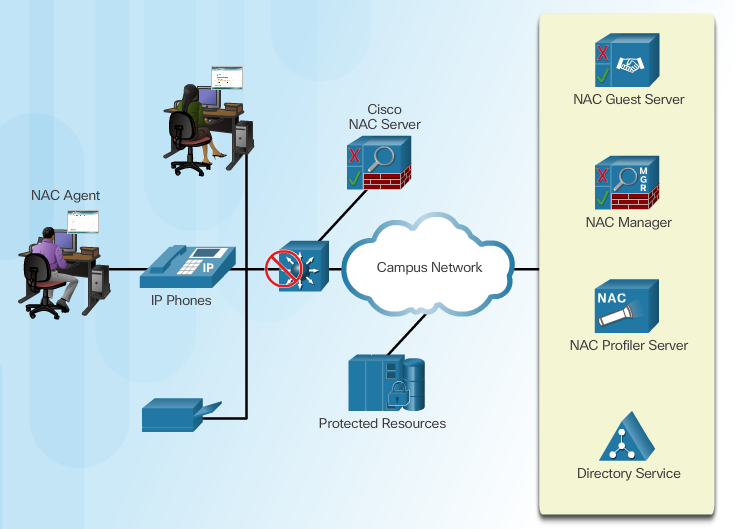 Cisco
NAC Server
NAC Agent
IP
IP Phones
Campus Network
Protected Resources
NAC Guest Server
MGR
NAC Manager
NAC
NAC Profiler Server
Directory Service